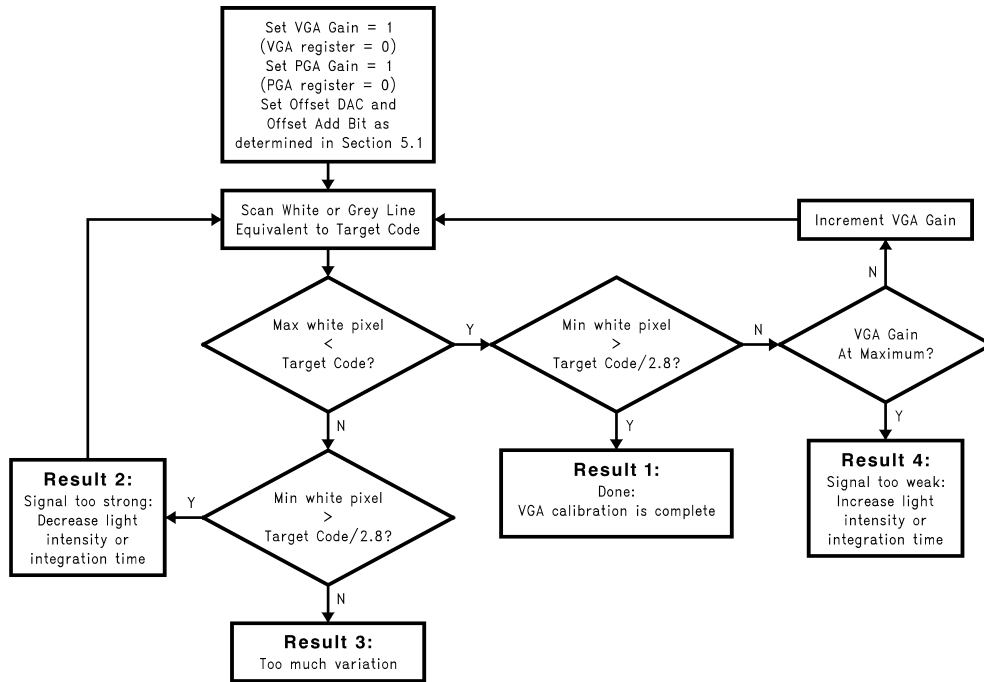 Set VGA Gain = 1
(VGA register = 0)
Set PGA Gain = 1
(PGA register = 0)
Set Offset DAC and
Offset Add Bit as
determined in Section 5.1
Scan White or Grey Line
Equivalent to Target Code
Increment VGA Gain
N
Max white pixel
<
Target Code?
Y
Min white pixel
>
Target Code/2.8?
N
VGA Gain
At Maximum?
N
Y
Y
Result 2:
Signal too strong:
Decrease light
intensity or
integration time
Y
Min white pixel
>
Target Code/2.8?
Result 1:
Done:
VGA calibration is complete
Result 4:
Signal too weak:
Increase light
intensity or
integration time
N
Result 3:
Too much variation